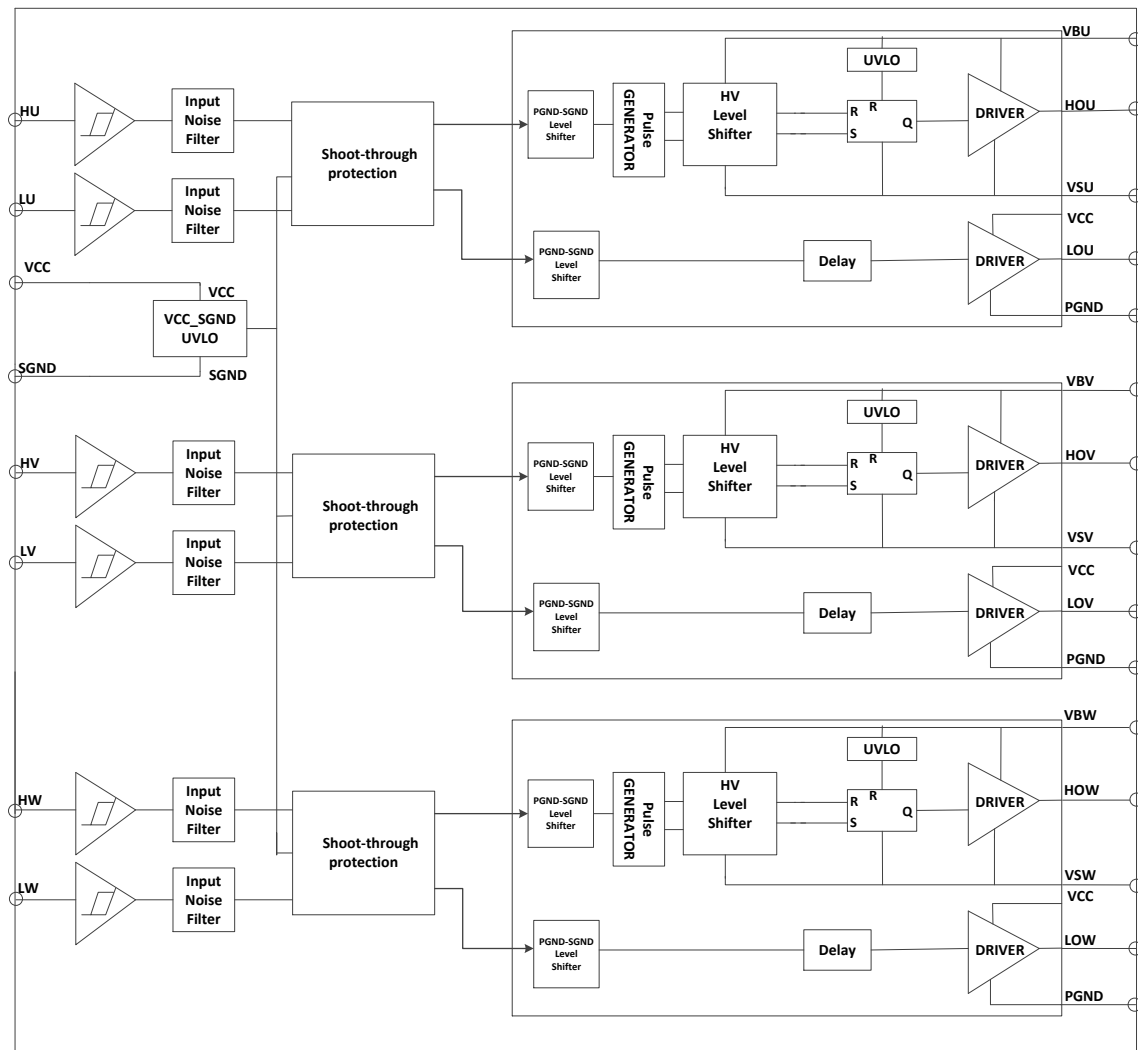 HU
Input
Noise
Filter
Shoot-through
protection
PGND-SGND
Level
Shifter
Pulse
GENERATOR
HV
Level
Shifter
UVLO
R
R
S
Q
DRIVER
VBU
HOU
VSU
LU
Input
Noise
Filter
PGND-SGND
Level
Shifter
Delay
DRIVER
VCC
LOU
PGND
VCC
VCC
VCC_SGND
UVLO
SGND
SGND
HV
Input
Noise
Filter
Shoot-through
protection
PGND-SGND
Level
Shifter
Pulse
GENERATOR
HV
Level
Shifter
UVLO
R
R
S
Q
DRIVER
VBV
HOV
VSV
LV
Input
Noise
Filter
PGND-SGND
Level
Shifter
Delay
DRIVER
VCC
LOV
PGND
HW
Input
Noise
Filter
Shoot-through
protection
PGND-SGND
Level
Shifter
Pulse
GENERATOR
HV
Level
Shifter
UVLO
R
R
S
Q
DRIVER
VBW
HOW
VSW
LW
Input
Noise
Filter
PGND-SGND
Level
Shifter
Delay
DRIVER
VCC
LOW
PGND